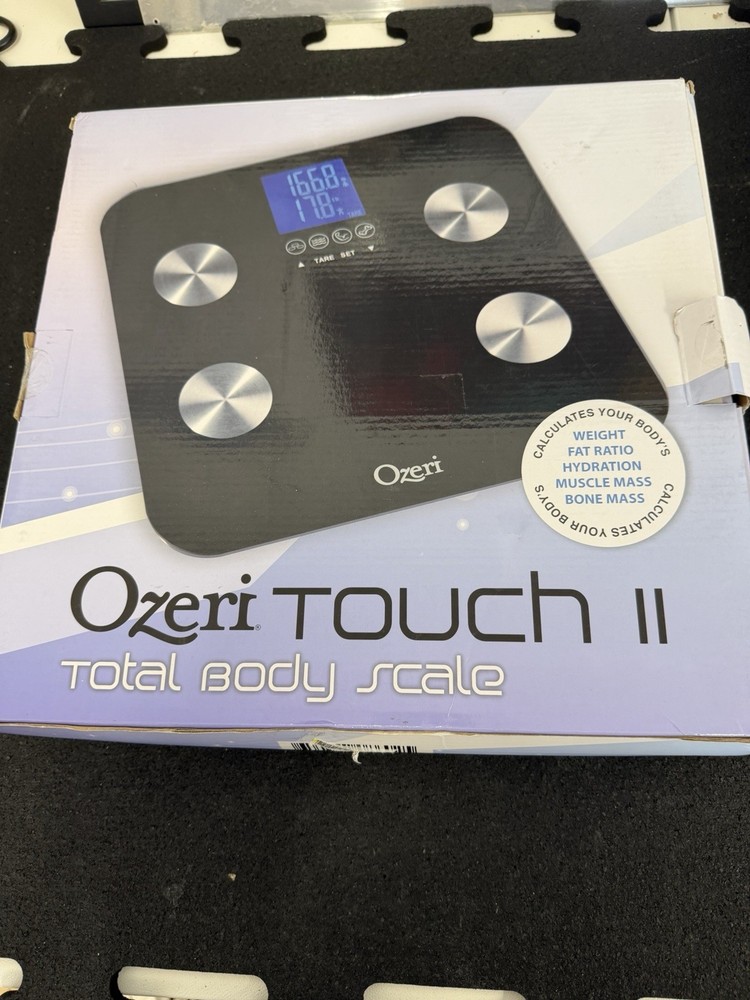 166.8
17.8 %
▲ TARE SET ▼
Ozeri
CALCULATES YOUR BODY'S
WEIGHT
FAT RATIO
HYDRATION
MUSCLE MASS
BONE MASS
CALCULATES YOUR BODY'S
Ozeri® TOUCH II
Total Body Scale